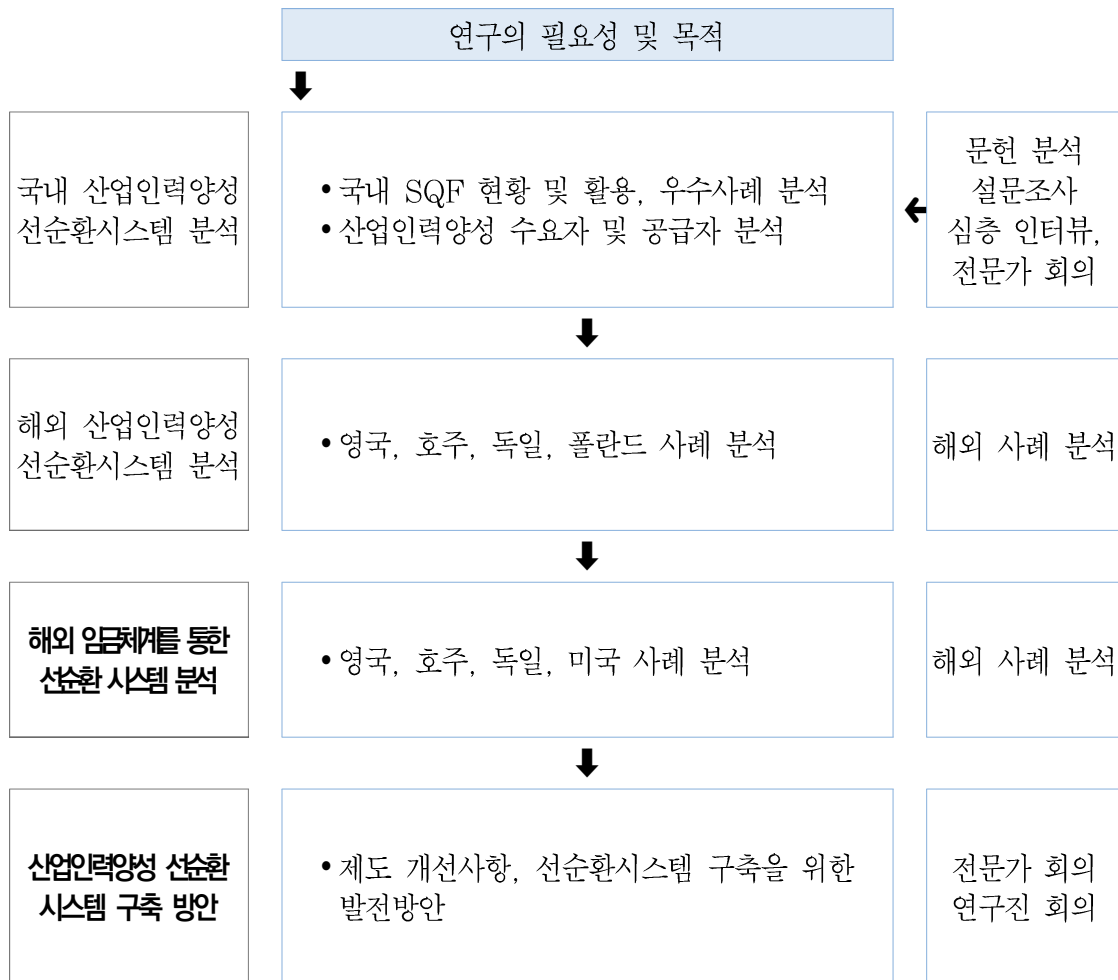 연구의 필요성 및 목적
국내 산업인력양성
선순환시스템 분석
• 국내 SQF 현황 및 활용, 우수사례 분석
• 산업인력양성 수요자 및 공급자 분석
문헌 분석
설문조사
심층 인터뷰,
전문가 회의
해외 산업인력양성
선순환시스템 분석
• 영국, 호주, 독일, 폴란드 사례 분석
해외 사례 분석
해외 임금체계를 통한
선순환 시스템 분석
• 영국, 호주, 독일, 미국 사례 분석
해외 사례 분석
산업인력양성 선순환
시스템 구축 방안
• 제도 개선사항, 선순환시스템 구축을 위한
발전방안
전문가 회의
연구진 회의